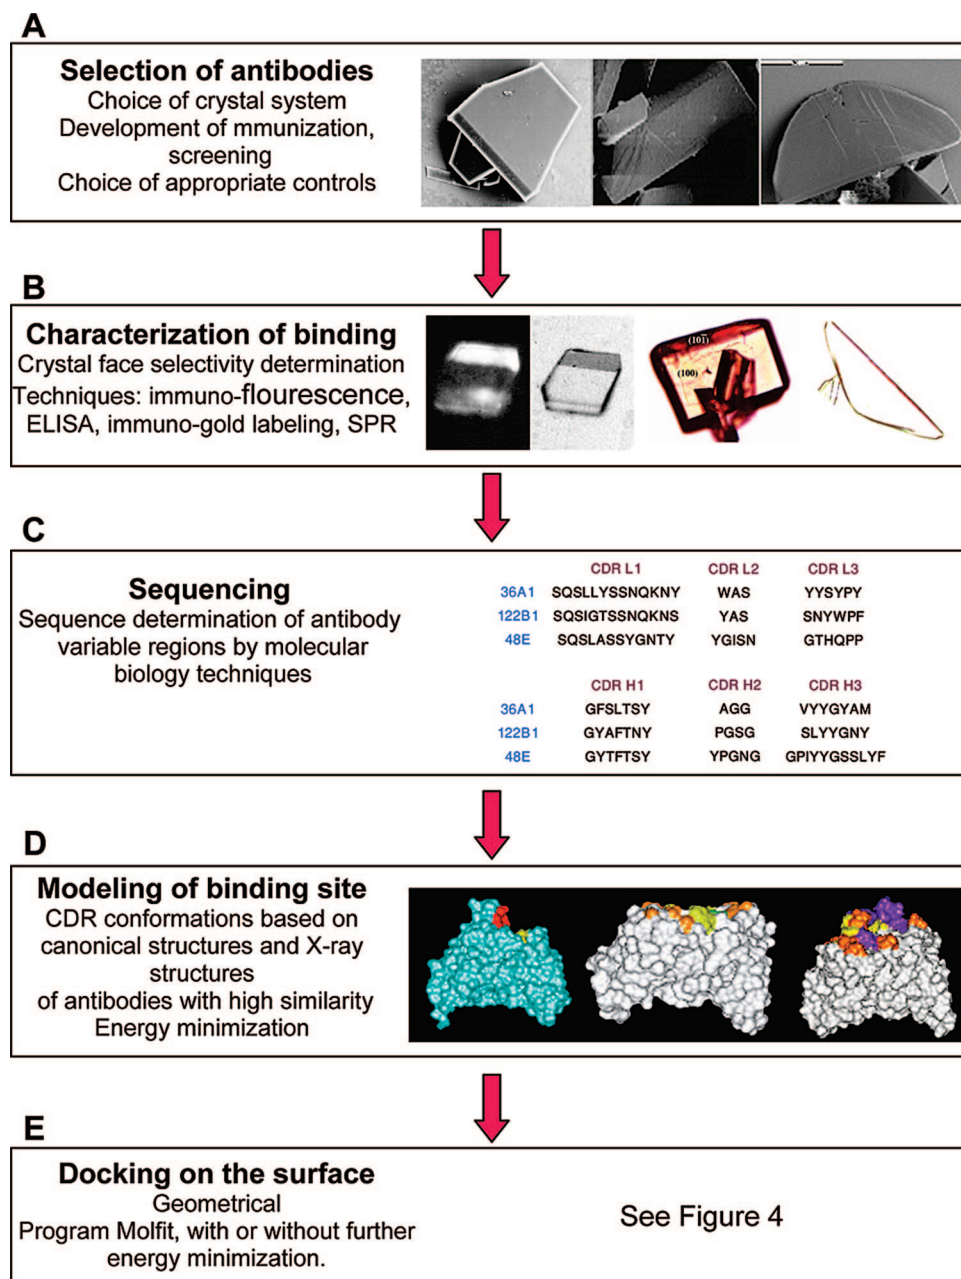 A
Selection of antibodies
Choice of crystal system
Development of mmunization,
screening
Choice of appropriate controls
B
Characterization of binding
Crystal face selectivity determination
Techniques: immuno-flourescence,
ELISA, immuno-gold labeling, SPR
(101̅)
(100)
C
Sequencing
Sequence determination of antibody
variable regions by molecular
biology techniques
CDR L1 CDR L2 CDR L3
36A1 SQSLLYSSNQKNY WAS YYSYPY
122B1 SQSIGTSSNQKNS YAS SNYWPF
48E SQSLASSYGNTY YGISN GTHQPP
CDR H1 CDR H2 CDR H3
36A1 GFSLTSY AGG VYYGYAM
122B1 GYAFTNY PGSG SLYYGNY
48E GYTFTSY YPGNG GPIYYGSSLYF
D
Modeling of binding site
CDR conformations based on
canonical structures and X-ray
structures
of antibodies with high similarity
Energy minimization
E
Docking on the surface
Geometrical
Program Molfit, with or without further
energy minimization.
See Figure 4